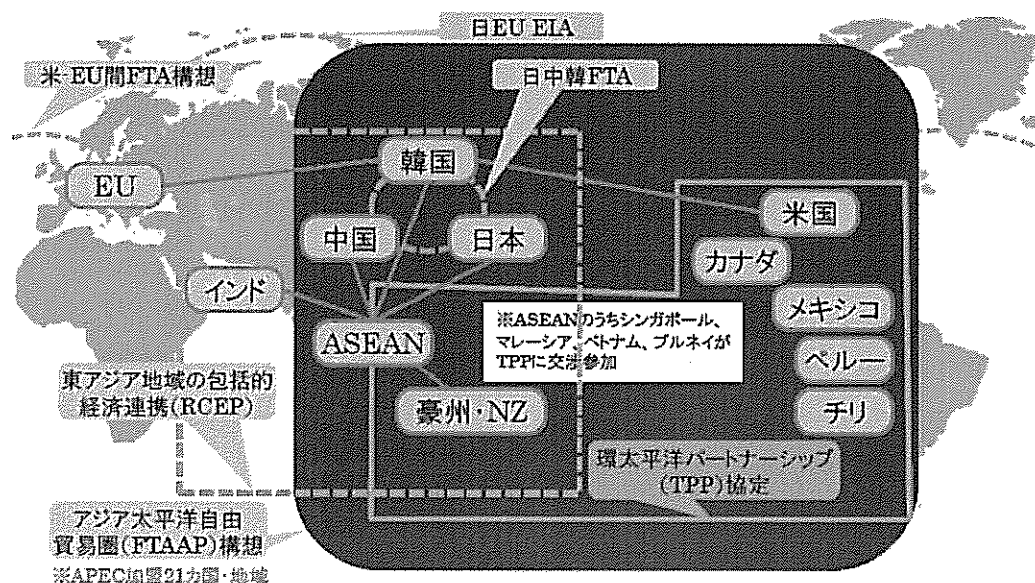 日EU EIA
米-EU間FTA構想
日中韓FTA
韓国
EU
米国
中国
日本
カナダ
インド
メキシコ
※ASEANのうちシンガポール、
マレーシア、ベトナム、ブルネイが
TPPに交渉参加
ASEAN
ペルー
東アジア地域の包括的
経済連携(RCEP)
豪州・NZ
チリ
環太平洋パートナーシップ
(TPP)協定
アジア太平洋自由
貿易圏(FTAAP)構想
※APEC加盟21カ国・地域